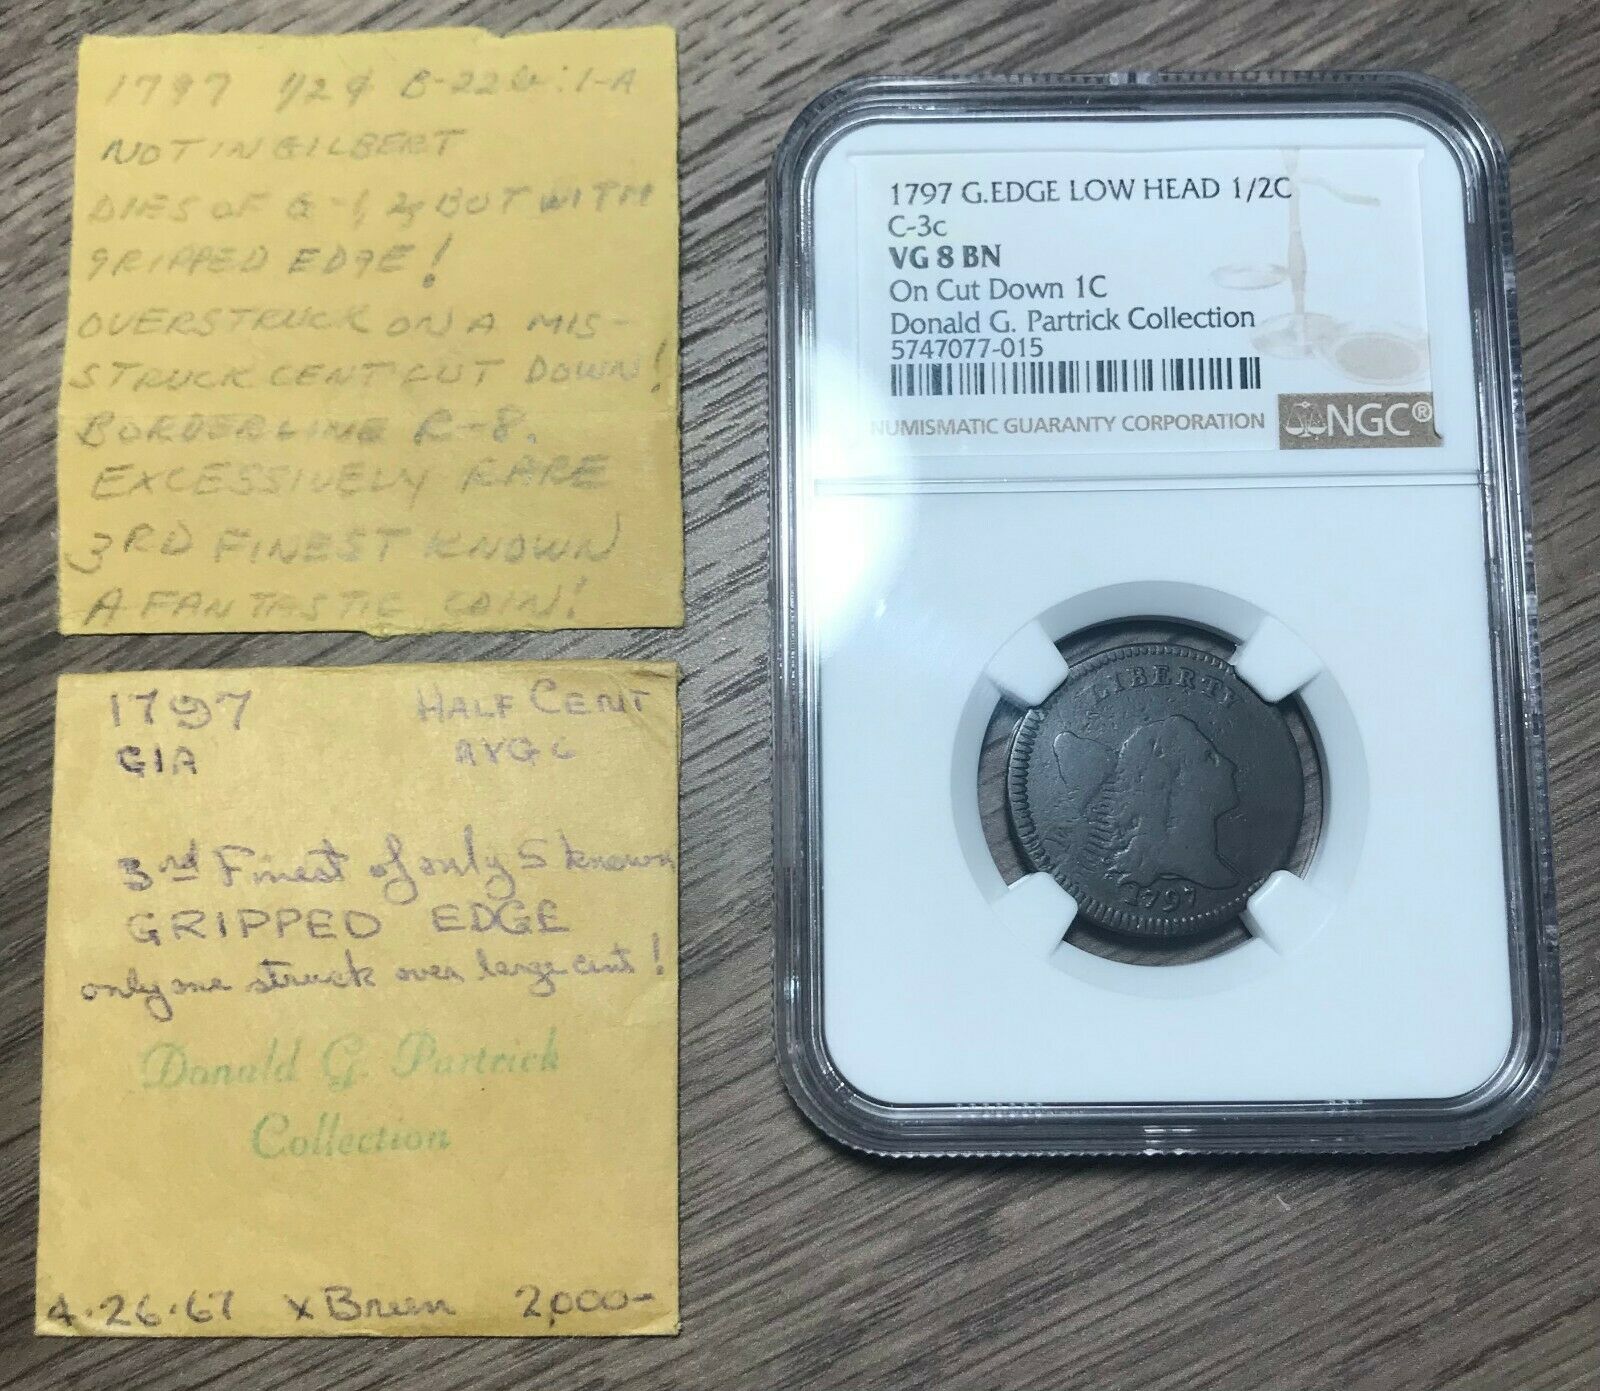 1797 1/2¢ B-22b: 1-A
NOT IN GILBERT
DIES OF G-1, 2, BUT WITH
GRIPPED EDGE!
OVERSTRUCK ON A MIS-
STRUCK CENT CUT DOWN!
BORDERLINE R-8.
EXCESSIVELY RARE
3RD FINEST KNOWN
A FANTASTIC COIN!
1797 HALF CENT
G1A
3rd Finest of only 5 known
GRIPPED EDGE
only one struck over large cent!
Donald G. Partrick
Collection
4.26.67 x Breen 2,000-
1797 G.EDGE LOW HEAD 1/2C
C-3c
VG 8 BN
On Cut Down 1C
Donald G. Partrick Collection
5747077-015
NUMISMATIC GUARANTY CORPORATION NGC®
LIBERTY
1797